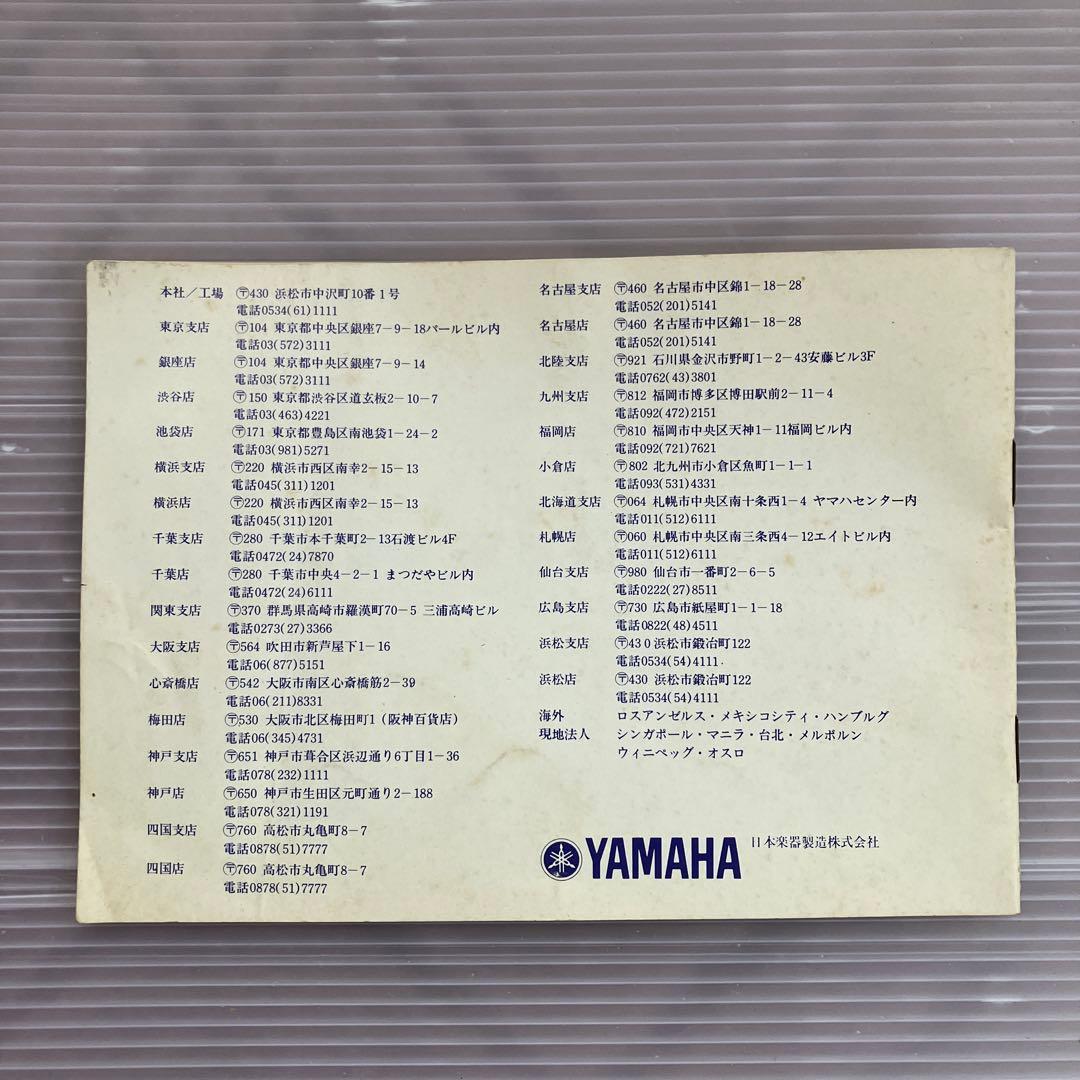 本社／工場 〒430 浜松市中沢町10番1号
電話0534(61)1111
東京支店 〒104 東京都中央区銀座7-9-18パールビル内
電話03(572)3111
銀座店 〒104 東京都中央区銀座7-9-14
電話03(572)3111
渋谷店 〒150 東京都渋谷区道玄坂2-10-7
電話03(463)4221
池袋店 〒171 東京都豊島区南池袋1-24-2
電話03(981)5271
横浜支店 〒220 横浜市西区南幸2-15-13
電話045(311)1201
横浜店 〒220 横浜市西区南幸2-15-13
電話045(311)1201
千葉支店 〒280 千葉市本千葉町2-13石渡ビル4F
電話0472(24)7870
千葉店 〒280 千葉市中央4-2-1 まつだやビル内
電話0472(24)6111
関東支店 〒370 群馬県高崎市羅漢町70-5 三浦高崎ビル
電話0273(27)3366
大阪支店 〒564 吹田市新芦屋下1-16
電話06(877)5151
心斎橋店 〒542 大阪市南区心斎橋筋2-39
電話06(211)8331
梅田店 〒530 大阪市北区梅田町1（阪神百貨店）
電話06(345)4731
神戸支店 〒651 神戸市葺合区浜辺通り6丁目1-36
電話078(232)1111
神戸店 〒650 神戸市生田区元町通り2-188
電話078(321)1191
四国支店 〒760 高松市丸亀町8-7
電話0878(51)7777
四国店 〒760 高松市丸亀町8-7
電話0878(51)7777
名古屋支店 〒460 名古屋市中区錦1-18-28
電話052(201)5141
名古屋店 〒460 名古屋市中区錦1-18-28
電話052(201)5141
北陸支店 〒921 石川県金沢市野町1-2-43安藤ビル3F
電話0762(43)3801
九州支店 〒812 福岡市博多区博田駅前2-11-4
電話092(472)2151
福岡店 〒810 福岡市中央区天神1-11福岡ビル内
電話092(721)7621
小倉店 〒802 北九州市小倉区魚町1-1-1
電話093(531)4331
北海道支店 〒064 札幌市中央区南十条西1-4 ヤマハセンター内
電話011(512)6111
札幌店 〒060 札幌市中央区南三条西4-12エイトビル内
電話011(512)6111
仙台支店 〒980 仙台市一番町2-6-5
電話0222(27)8511
広島支店 〒730 広島市紙屋町1-1-18
電話0822(48)4511
浜松支店 〒430 浜松市鍛冶町122
電話0534(54)4111
浜松店 〒430 浜松市鍛冶町122
電話0534(54)4111
海外 ロスアンゼルス・メキシコシティ・ハンブルグ
現地法人 シンガポール・マニラ・台北・メルボルン
ウィニペッグ・オスロ
YAMAHA 日本楽器製造株式会社